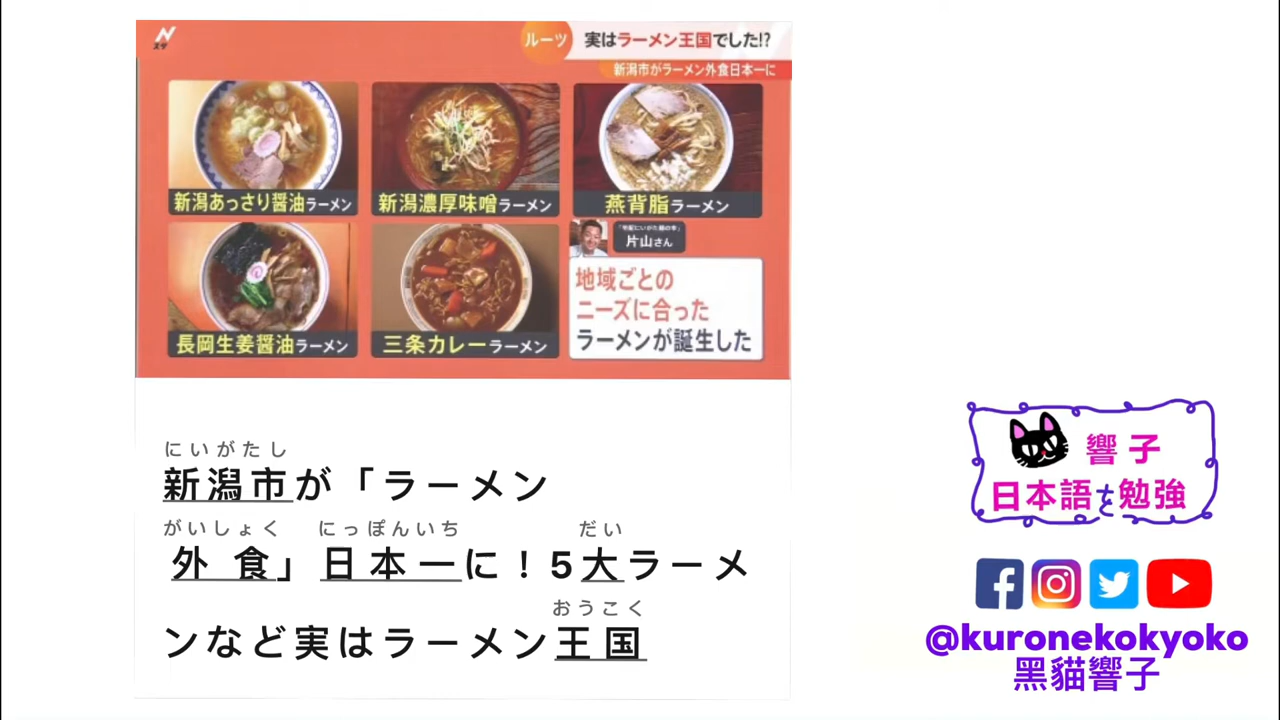 N
スタ
ルーツ
実はラーメン王国でした!?
新潟市がラーメン外食日本一に
新潟あっさり醤油ラーメン
新潟濃厚味噌ラーメン
燕背脂ラーメン
長岡生姜醤油ラーメン
三条カレーラーメン
片山さん
地域ごとの
ニーズに合った
ラーメンが誕生した
にいがたし
新潟市が「ラーメン
がいしょく にっぽんいち だい
外食」日本一に！5大ラーメ
おうこく
ンなど実はラーメン王国
響子
日本語を勉強
@kuronekokyoko
黑貓響子